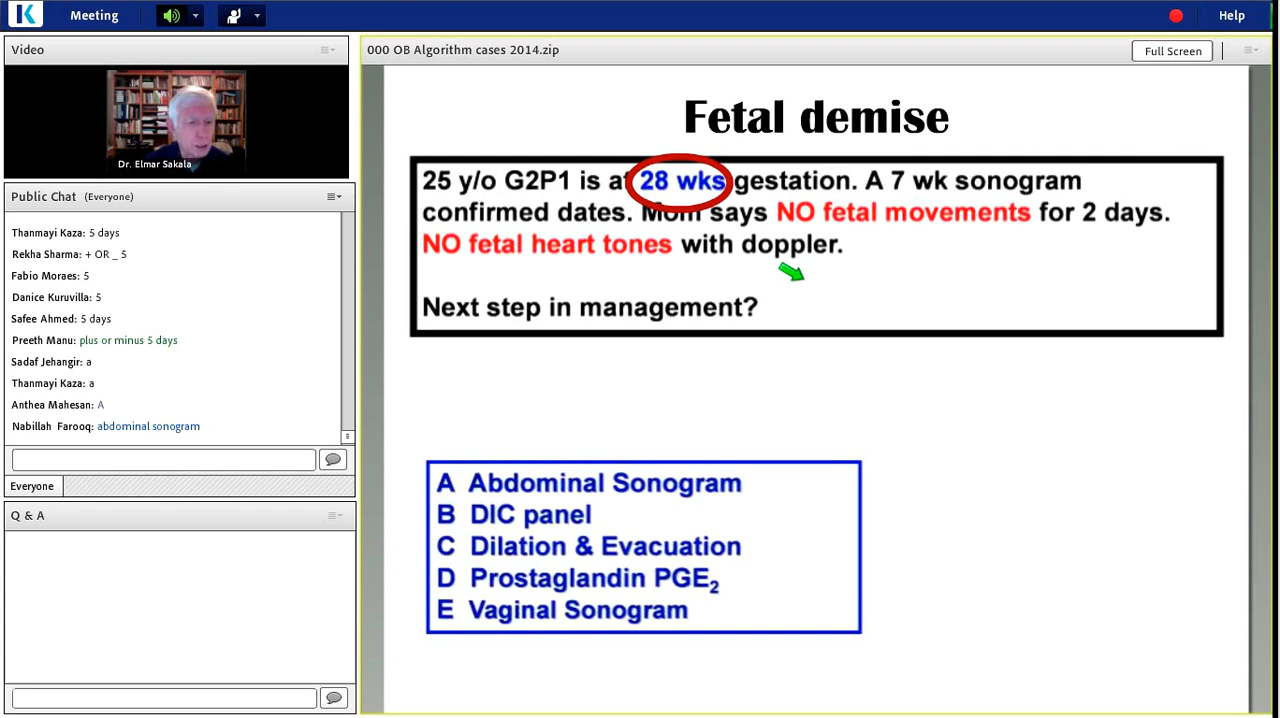 Meeting
Help
Video
Dr. Elmar Sakala
Public Chat (Everyone)
Thanmayi Kaza: 5 days
Rekha Sharma: + OR _ 5
Fabio Moraes: 5
Danice Kuruvilla: 5
Safee Ahmed: 5 days
Preeth Manu: plus or minus 5 days
Sadaf Jehangir: a
Thanmayi Kaza: a
Anthea Mahesan: A
Nabillah Farooq: abdominal sonogram
Everyone
Q & A
000 OB Algorithm cases 2014.zip
Full Screen
Fetal demise
25 y/o G2P1 is at 28 wks gestation. A 7 wk sonogram
confirmed dates. Mom says NO fetal movements for 2 days.
NO fetal heart tones with doppler.
Next step in management?
A Abdominal Sonogram
B DIC panel
C Dilation & Evacuation
D Prostaglandin PGE2
E Vaginal Sonogram